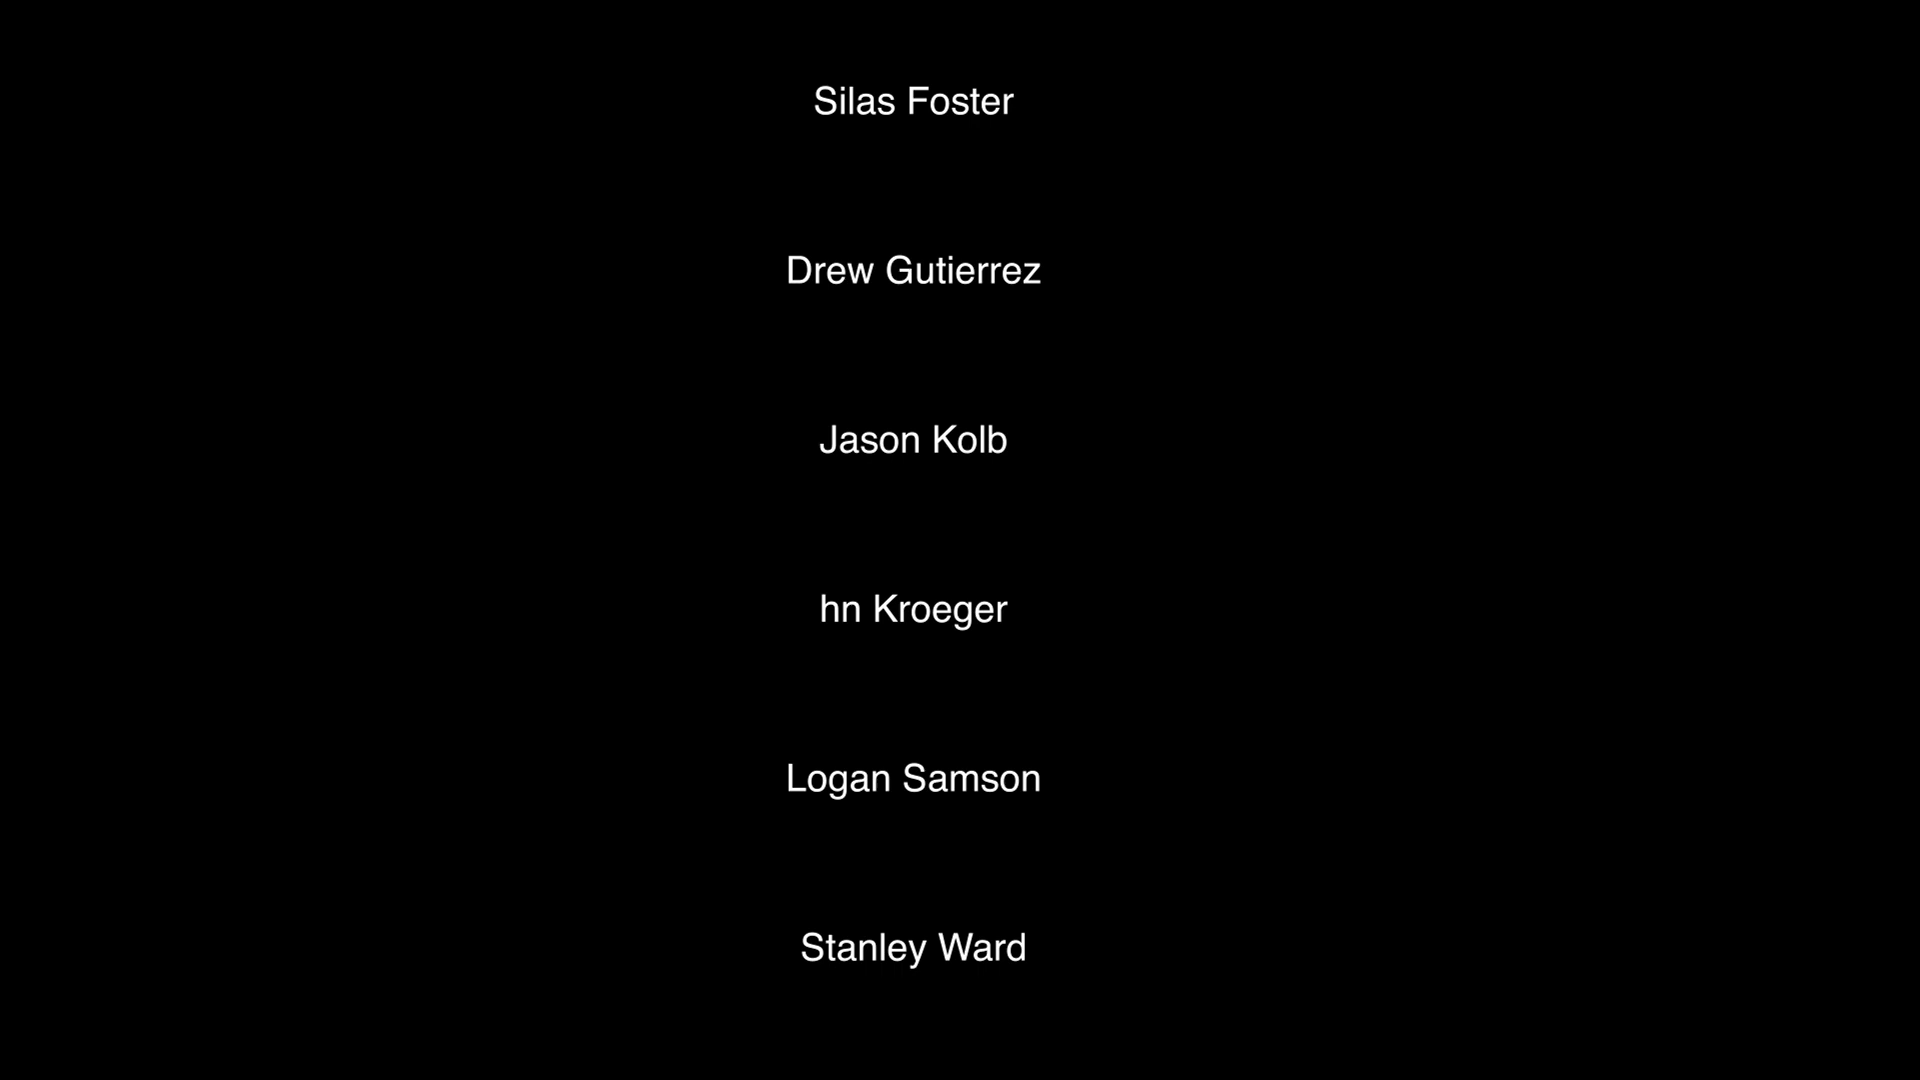 Silas Foster
Drew Gutierrez
Jason Kolb
hn Kroeger
Logan Samson
Stanley Ward